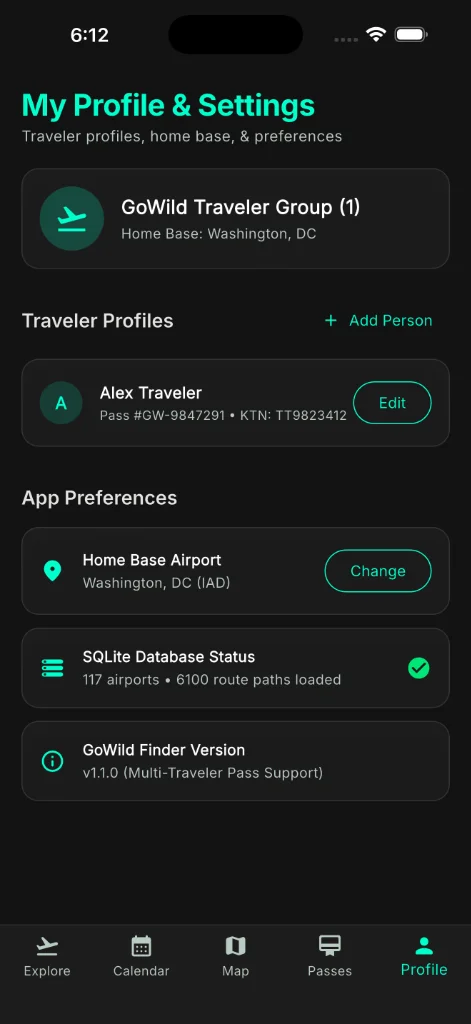 6:12
My Profile & Settings
Traveler profiles, home base, & preferences
GoWild Traveler Group (1)
Home Base: Washington, DC
Traveler Profiles
+ Add Person
A
Alex Traveler
Pass #GW-9847291 • KTN: TT9823412
Edit
App Preferences
Home Base Airport
Washington, DC (IAD)
Change
SQLite Database Status
117 airports • 6100 route paths loaded
GoWild Finder Version
v1.1.0 (Multi-Traveler Pass Support)
Explore
Calendar
Map
Passes
Profile